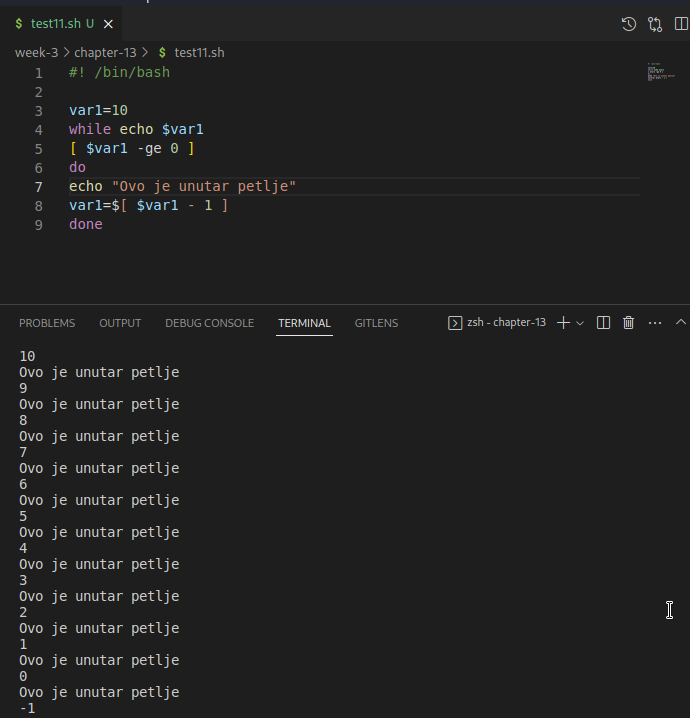 $ test11.sh U ×
week-3 > chapter-13 > $ test11.sh
1 #! /bin/bash
2
3 var1=10
4 while echo $var1
5 [ $var1 -ge 0 ]
6 do
7 echo "Ovo je unutar petlje"
8 var1=$[ $var1 - 1 ]
9 done
PROBLEMS OUTPUT DEBUG CONSOLE TERMINAL GITLENS zsh - chapter-13
10
Ovo je unutar petlje
9
Ovo je unutar petlje
8
Ovo je unutar petlje
7
Ovo je unutar petlje
6
Ovo je unutar petlje
5
Ovo je unutar petlje
4
Ovo je unutar petlje
3
Ovo je unutar petlje
2
Ovo je unutar petlje
1
Ovo je unutar petlje
0
Ovo je unutar petlje
-1